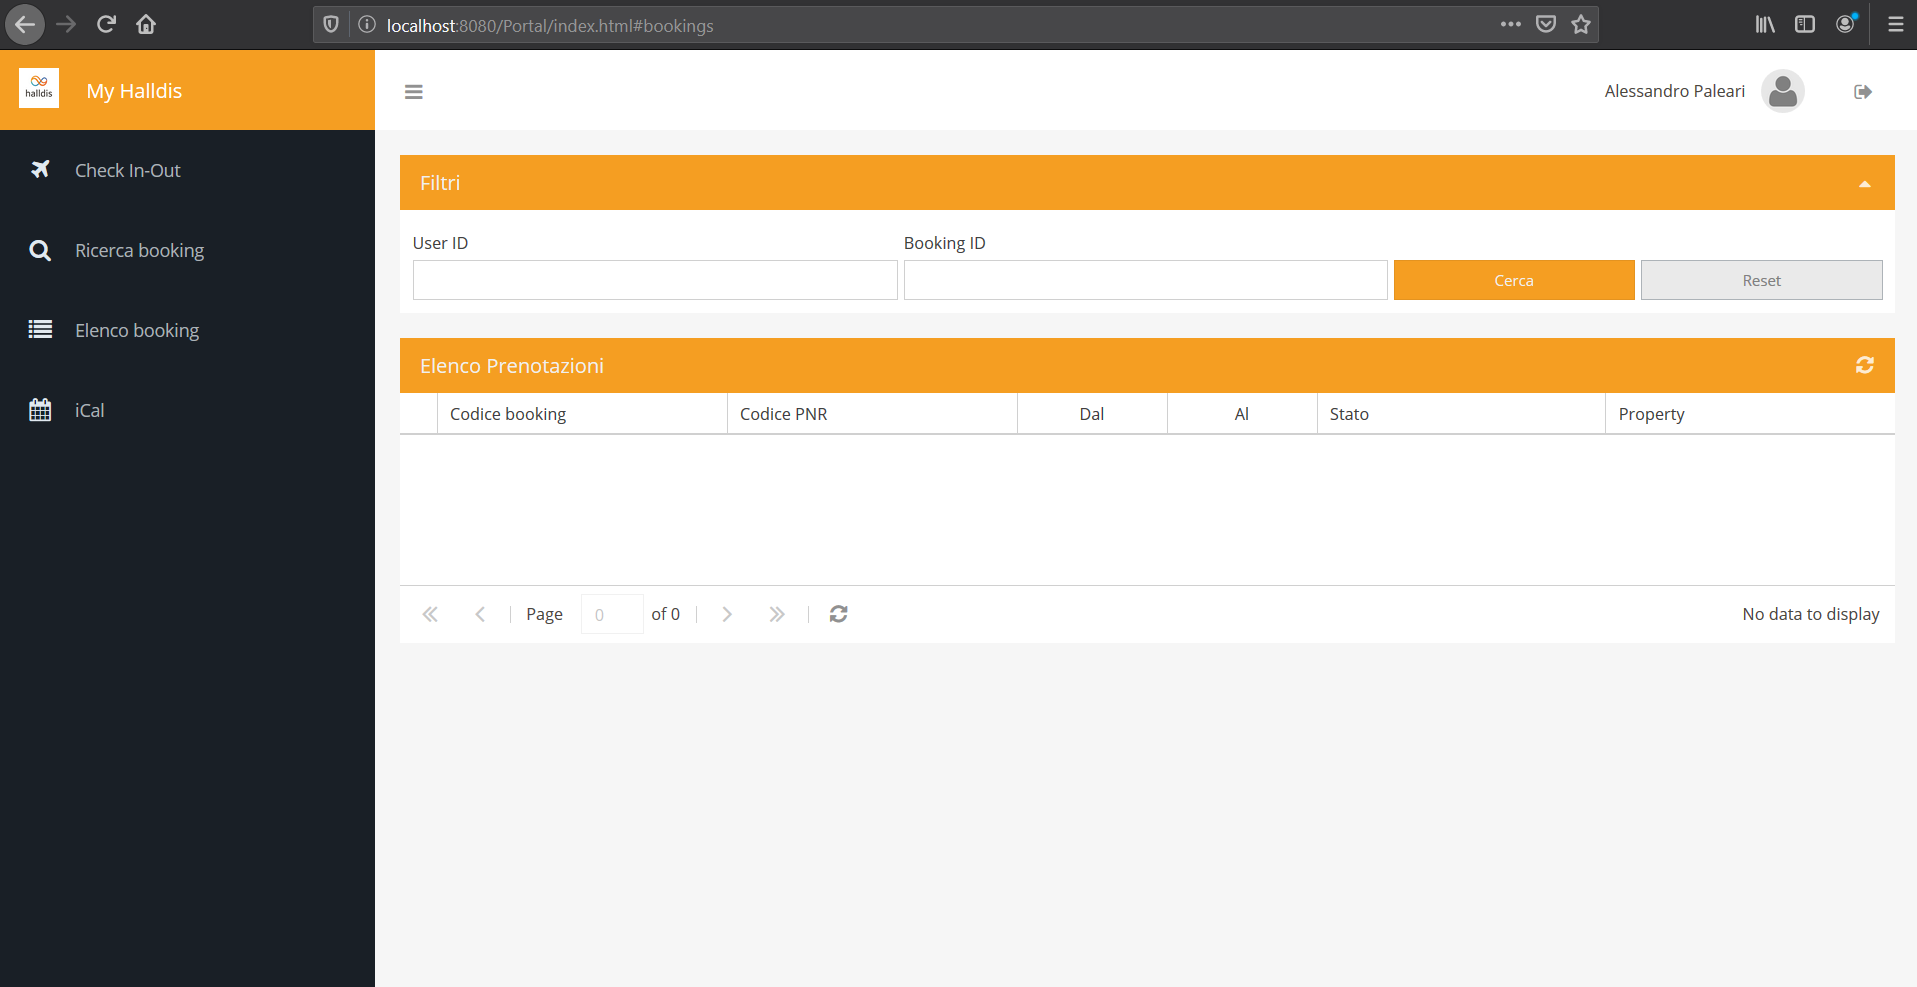 localhost:8080/Portal/index.html#bookings
halldis
My Halldis
Alessandro Paleari
Check In-Out
Ricerca booking
Elenco booking
iCal
Filtri
User ID
Booking ID
Cerca
Reset
Elenco Prenotazioni
Codice booking
Codice PNR
Dal
Al
Stato
Property
Page
0
of 0
No data to display